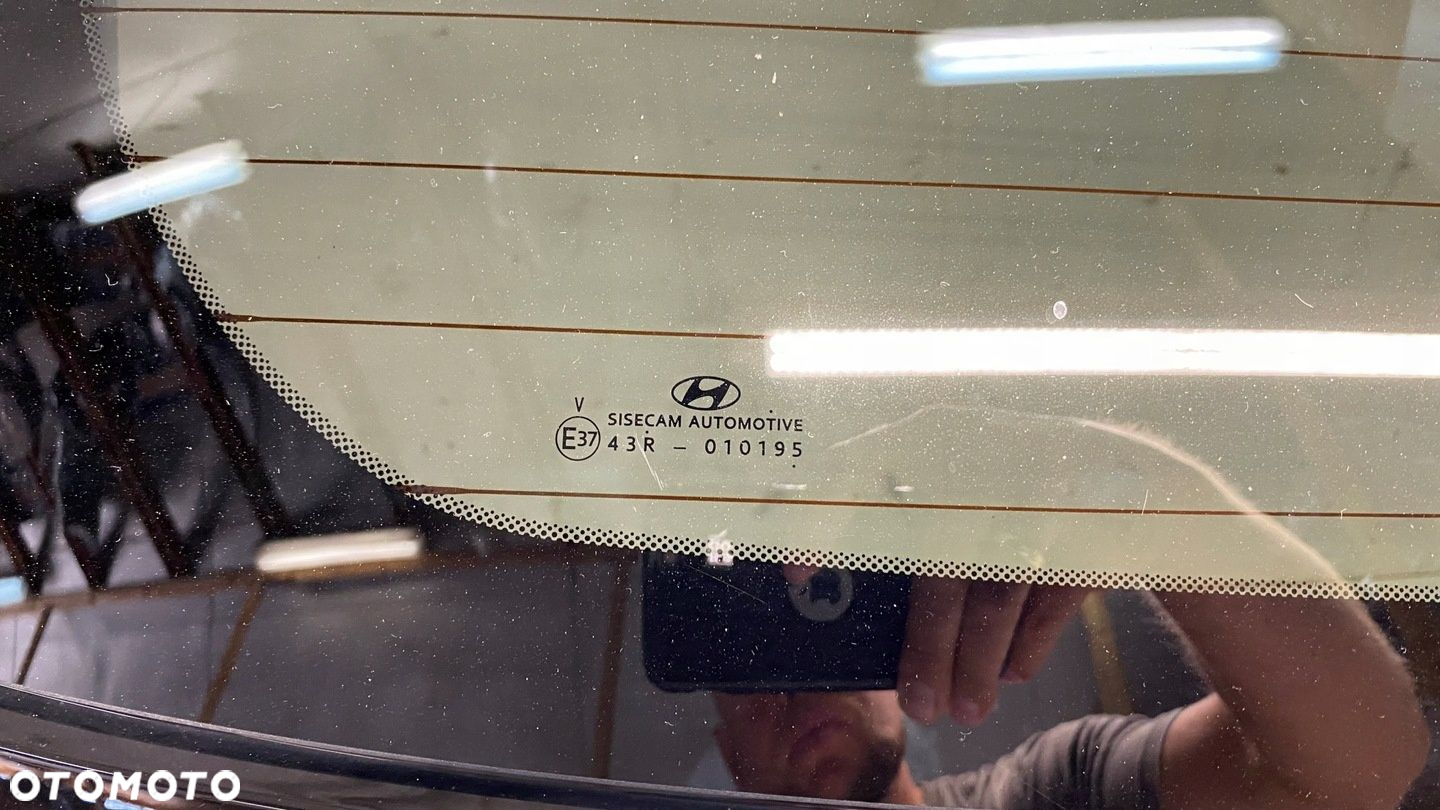 V
SISECAM AUTOMOTIVE
E37 43R - 010195
OTOMOTO